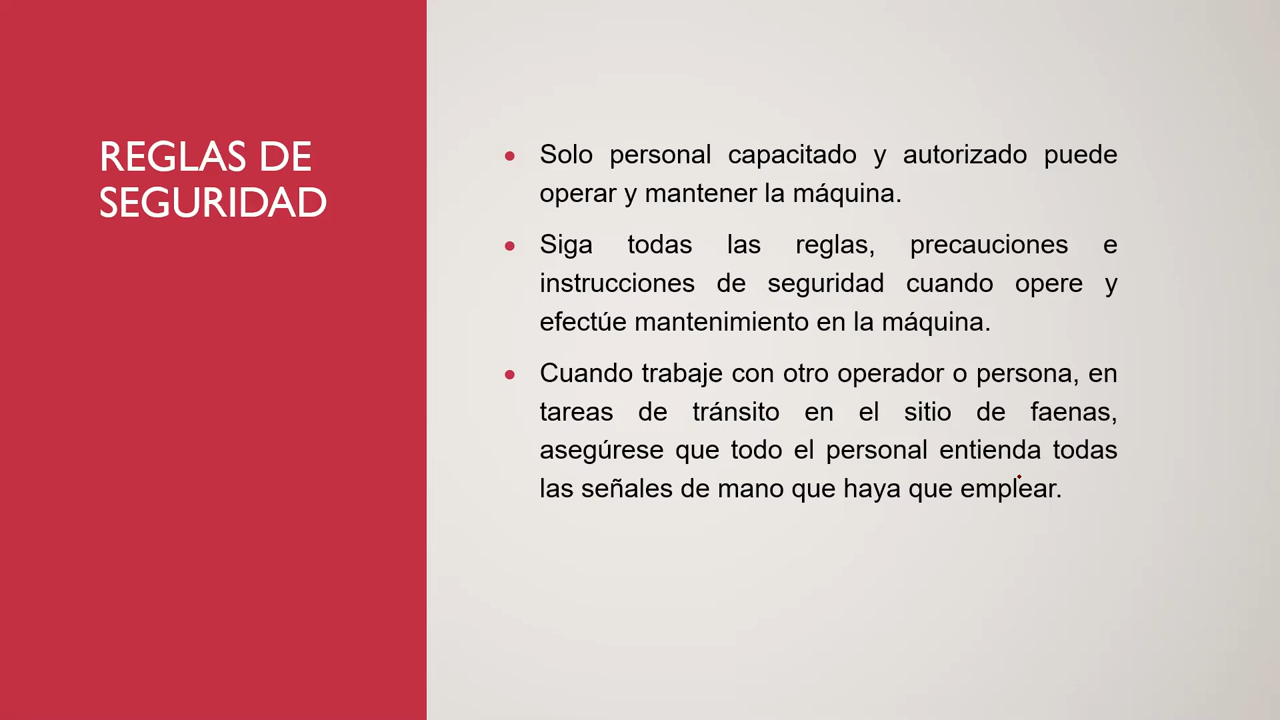 REGLAS DE
SEGURIDAD
• Solo personal capacitado y autorizado puede
operar y mantener la máquina.
• Siga todas las reglas, precauciones e
instrucciones de seguridad cuando opere y
efectúe mantenimiento en la máquina.
• Cuando trabaje con otro operador o persona, en
tareas de tránsito en el sitio de faenas,
asegúrese que todo el personal entienda todas
las señales de mano que haya que emplear.